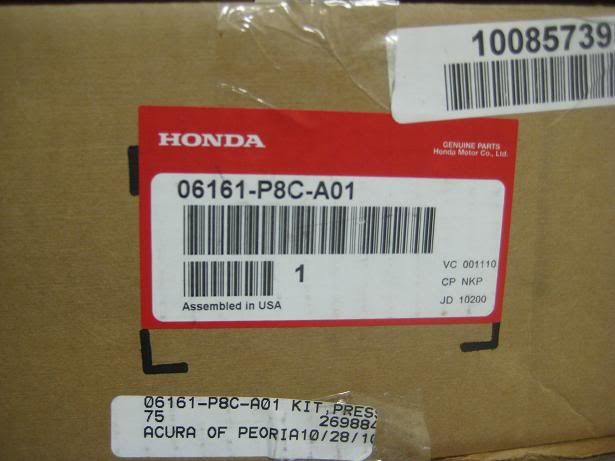 10085739
HONDA
GENUINE PARTS
Honda Motor Co., Ltd.
06161-P8C-A01
1
VC 001110
CP NKP
JD 10200
Assembled in USA
06161-P8C-A01 KIT,PRESS
75 269884
ACURA OF PEORIA10/28/10